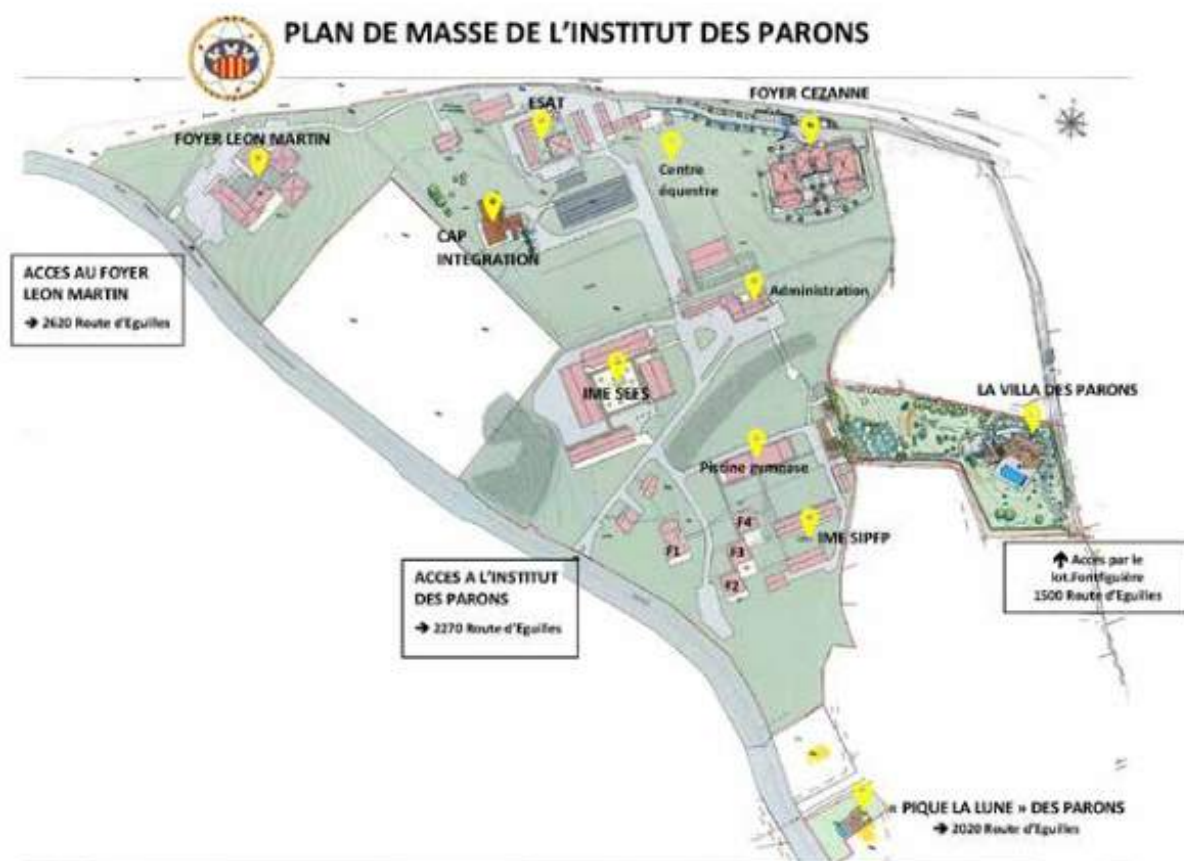 PLAN DE MASSE DE L'INSTITUT DES PARONS
ESAT
FOYER CEZANNE
FOYER LEON MARTIN
Centre
équestre
CAP
INTEGRATION
ACCES AU FOYER
LEON MARTIN
➔ 2620 Route d'Eguilles
Administration
IME SEES
LA VILLA DES PARONS
Piscine gymnase
F4
IME SIPFP
F1
F3
F2
ACCES A L'INSTITUT
DES PARONS
➔ 2270 Route d'Eguilles
↑ Accès par le
lot.Fontfiguière
1500 Route d'Eguilles
« PIQUE LA LUNE » DES PARONS
➔ 2020 Route d'Eguilles